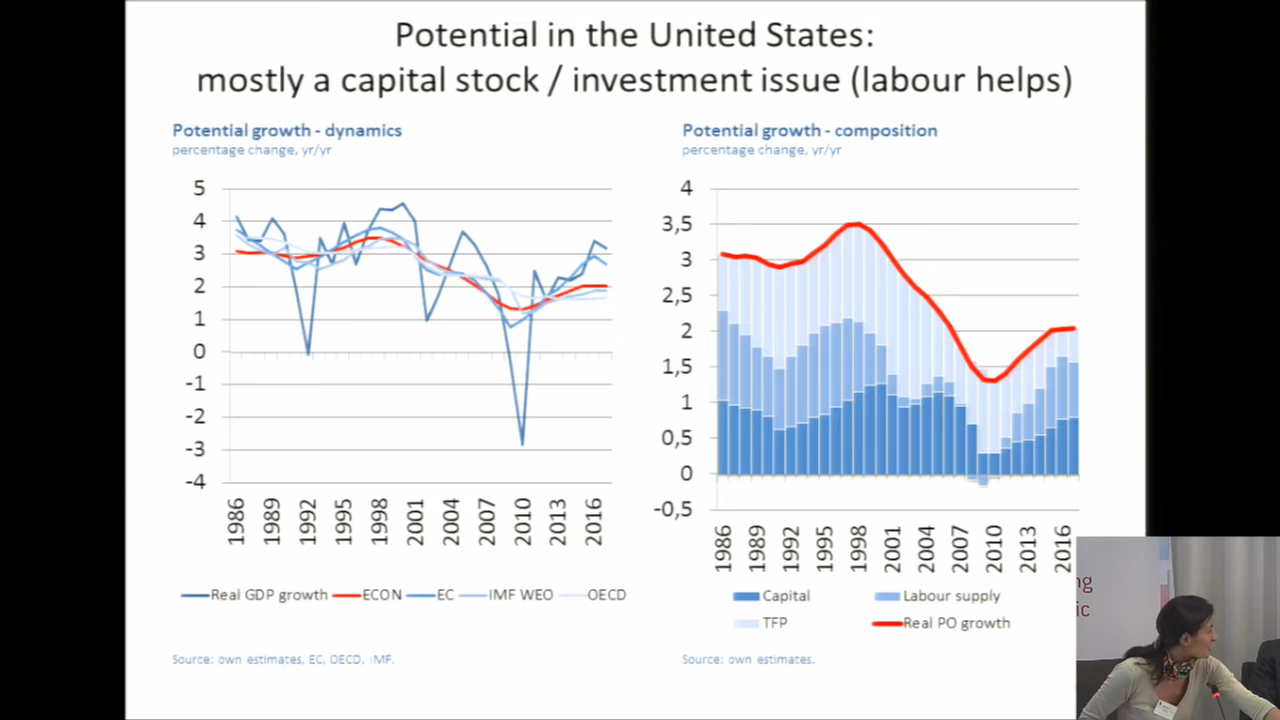 Potential in the United States:
mostly a capital stock / investment issue (labour helps)
Potential growth - dynamics
percentage change, yr/yr
5
4
3
2
1
0
-1
-2
-3
-4
1986
1989
1992
1995
1998
2001
2004
2007
2010
2013
2016
Real GDP growth
ECON
EC
IMF WEO
OECD
Source: own estimates, EC, OECD, IMF.
Potential growth - composition
percentage change, yr/yr
4
3,5
3
2,5
2
1,5
1
0,5
0
-0,5
1986
1989
1992
1995
1998
2001
2004
2007
2010
2013
2016
Capital
Labour supply
TFP
Real PO growth
Source: own estimates.